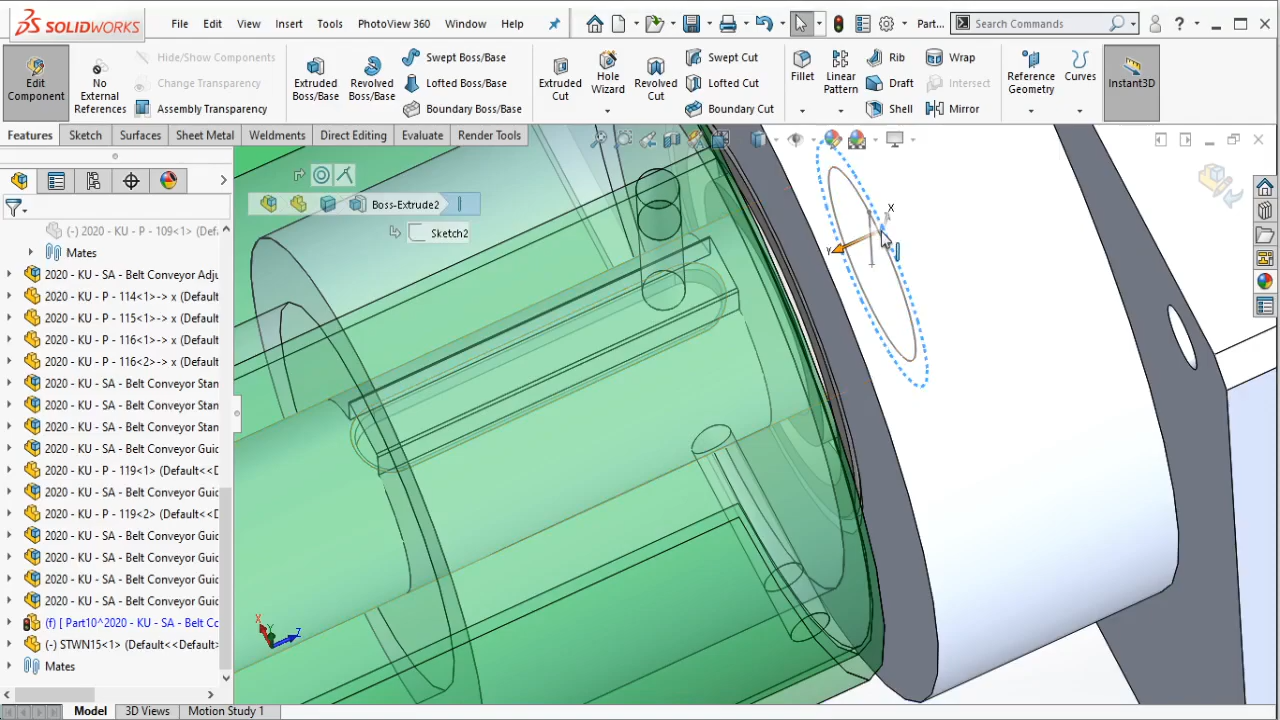 SOLIDWORKS
File Edit View Insert Tools PhotoView 360 Window Help
Part... Search Commands
Edit Component
No External References
Hide/Show Components
Change Transparency
Assembly Transparency
Extruded Boss/Base
Revolved Boss/Base
Swept Boss/Base
Lofted Boss/Base
Boundary Boss/Base
Extruded Cut
Hole Wizard
Revolved Cut
Swept Cut
Lofted Cut
Boundary Cut
Fillet
Linear Pattern
Rib
Draft
Shell
Wrap
Intersect
Mirror
Reference Geometry
Curves
Instant3D
Features Sketch Surfaces Sheet Metal Weldments Direct Editing Evaluate Render Tools
Boss-Extrude2
Sketch2
X
Y
(-) 2020 - KU - P - 109<1> (Def
Mates
2020 - KU - SA - Belt Conveyor Adju
2020 - KU - P - 114<1>-> x (Default
2020 - KU - P - 115<1>-> x (Default
2020 - KU - P - 116<1>-> x (Default
2020 - KU - P - 116<2>-> x (Default
2020 - KU - SA - Belt Conveyor Stan
2020 - KU - SA - Belt Conveyor Stan
2020 - KU - SA - Belt Conveyor Stan
2020 - KU - SA - Belt Conveyor Guic
2020 - KU - P - 119<1> (Default<<D
2020 - KU - SA - Belt Conveyor Guic
2020 - KU - P - 119<2> (Default<<D
2020 - KU - SA - Belt Conveyor Guic
2020 - KU - SA - Belt Conveyor Guic
2020 - KU - SA - Belt Conveyor Guic
2020 - KU - SA - Belt Conveyor Guic
(f) [ Part10^2020 - KU - SA - Belt Cc
(-) STWN15<1> (Default<<Default>
Mates
X
Y
Z
Model 3D Views Motion Study 1